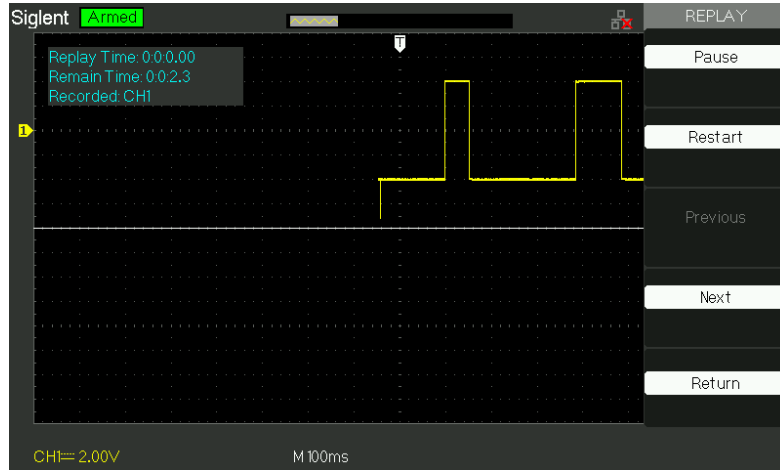 Siglent Armed REPLAY
T
Replay Time: 0:0:0.00
Remain Time: 0:0:2.3
Recorded: CH1
1
Pause
Restart
Previous
Next
Return
CH1 2.00V M 100ms